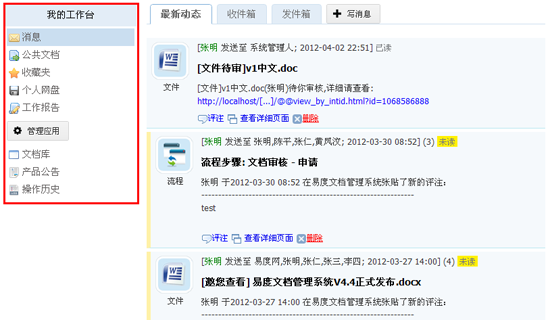 我的工作台
消息
公共文档
收藏夹
个人网盘
工作报告
管理应用
文档库
产品公告
操作历史
最新动态 收件箱 发件箱 写消息
[张明 发送至 系统管理人; 2012-04-02 22:51] 已读
[文件待审]v1中文.doc
文件
[文件]v1中文.doc(张明)待你审核,详细请查看:
http://localhost/[...]/@@view_by_intid.html?id=1068586888
评注 查看详细页面 删除
[张明 发送至 张明,陈平,张仁,黄凤汶; 2012-03-30 08:52] (3) 未读
流程步骤: 文档审核 - 申请
流程
张明 于2012-03-30 08:52 在易度文档管理系统张贴了新的评注:
------------------------------------------------------------
test
评注 查看详细页面 删除
[张明 发送至 易度网,张明,张仁,张三,李四; 2012-03-27 14:00] (4) 未读
[邀您查看] 易度文档管理系统V4.4正式发布.docx
文件
张明 于2012-03-27 14:00 在易度文档管理系统张贴了新的评注:
------------------------------------------------------------